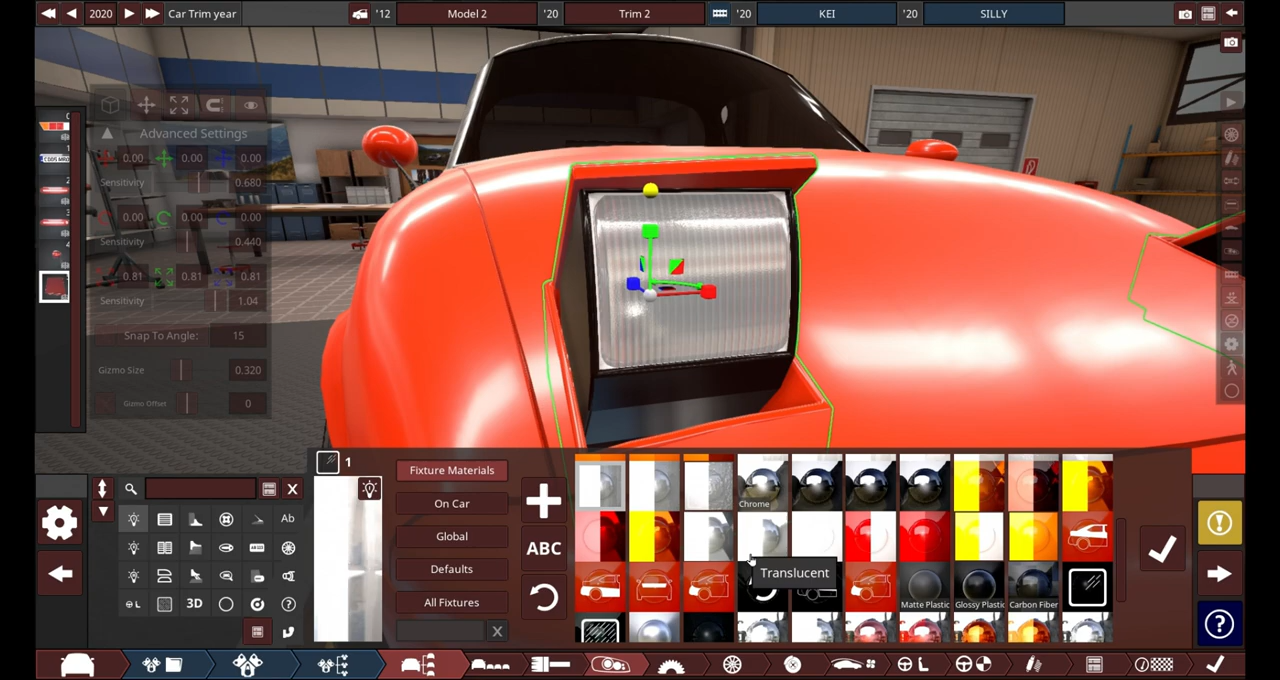 2020 Car Trim year '12 Model 2 '20 Trim 2 '20 KEI '20 SILLY
Advanced Settings
0.00 0.00 0.00
Sensitivity 0.680
0.00 0.00 0.00
Sensitivity 0.440
0.81 0.81 0.81
Sensitivity 1.04
Snap To Angle: 15
Gizmo Size 0.320
Gizmo Offset 0
1
Fixture Materials
On Car
Global
Defaults
All Fixtures
X
ABC
Ab
3D
X
Chrome
Translucent
Matte Plastic Glossy Plastic Carbon Fiber